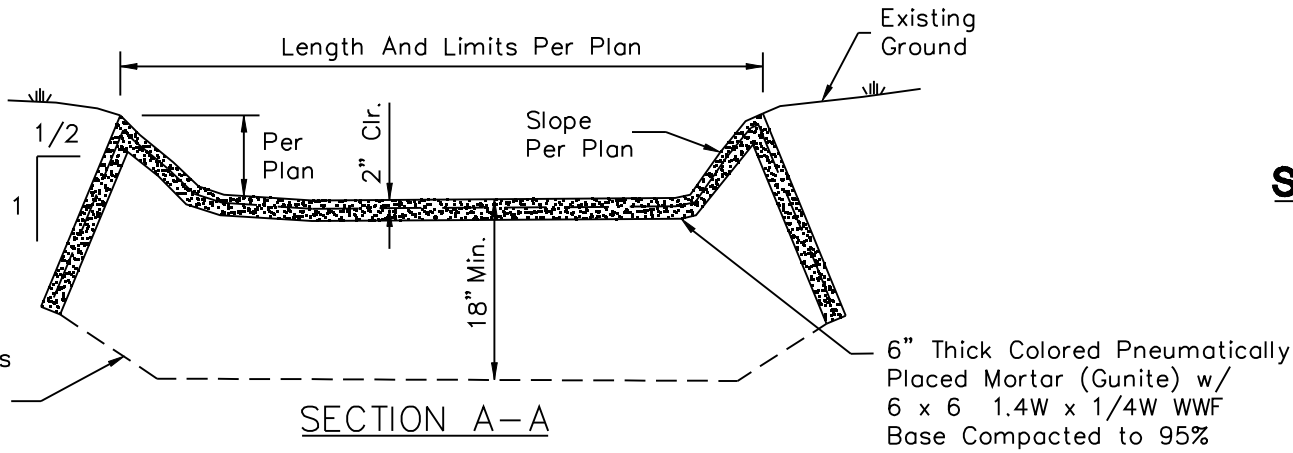 Existing
Ground
Length And Limits Per Plan
1/2
1
Per
Plan
2" Clr.
Slope
Per Plan
18" Min.
S
s
6" Thick Colored Pneumatically
Placed Mortar (Gunite) w/
6 x 6 1.4W x 1/4W WWF
Base Compacted to 95%
SECTION A-A